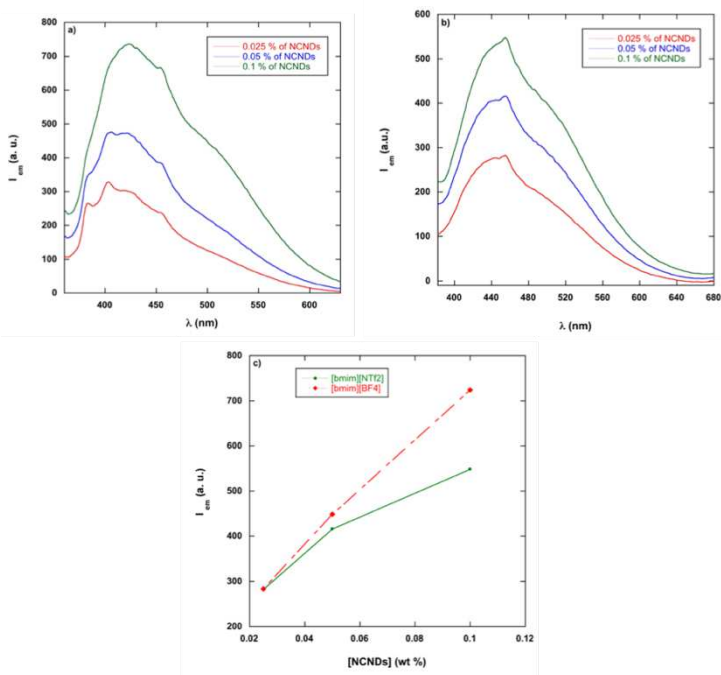 a)
0.025 % of NCNDs
0.05 % of NCNDs
0.1 % of NCNDs
I em (a. u.)
800
700
600
500
400
300
200
100
0
400 450 500 550 600
λ (nm)
b)
0.025 % of NCNDs
0.05 % of NCNDs
0.1 % of NCNDs
I em (a.u.)
600
500
400
300
200
100
0
400 440 480 520 560 600 640 680
λ (nm)
c)
[bmim][NTf2]
[bmim][BF4]
I em (a. u.)
800
700
600
500
400
300
200
0.02 0.04 0.06 0.08 0.1 0.12
[NCNDs] (wt %)